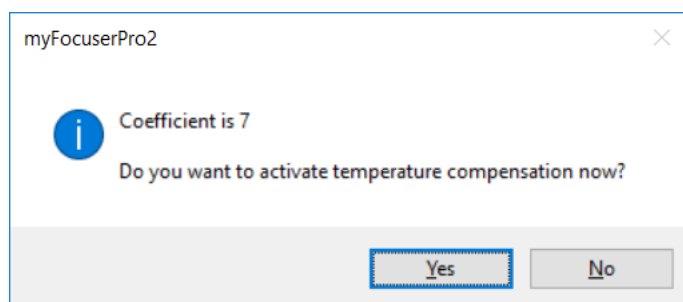 myFocuserPro2
Coefficient is 7
Do you want to activate temperature compensation now?
Yes
No